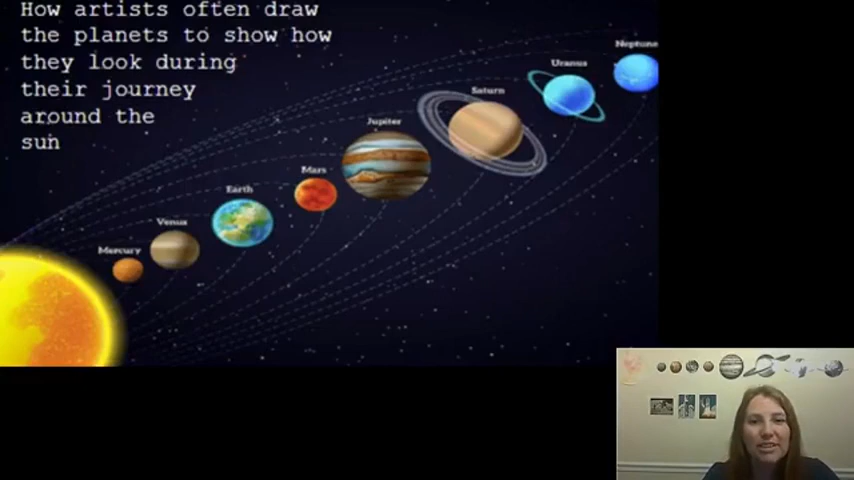 How artists often draw
the planets to show how
they look during
their journey
around the
sun
Neptune
Uranus
Saturn
Jupiter
Mars
Earth
Venus
Mercury